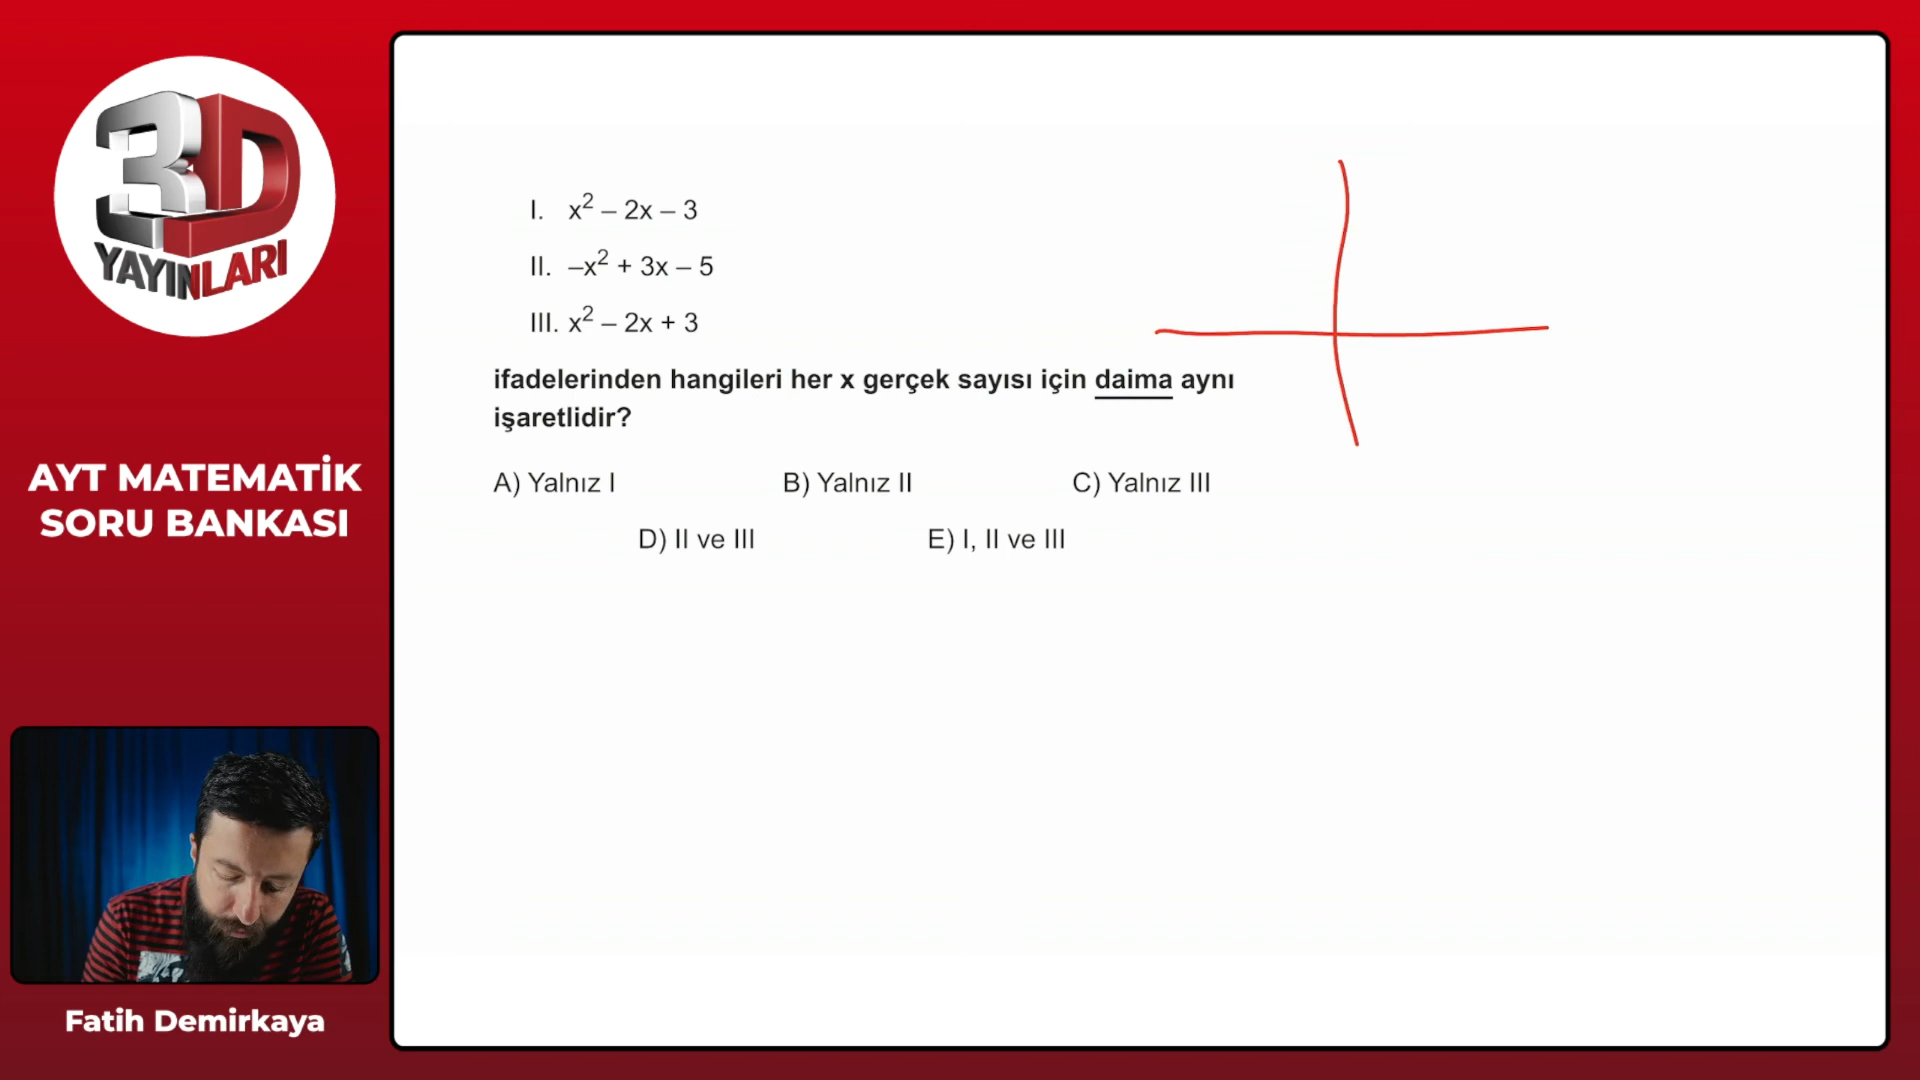 3D
YAYINLARI
AYT MATEMATİK
SORU BANKASI
Fatih Demirkaya
I. x² – 2x – 3
II. –x² + 3x – 5
III. x² – 2x + 3
ifadelerinden hangileri her x gerçek sayısı için daima aynı
işaretlidir?
A) Yalnız I B) Yalnız II C) Yalnız III
D) II ve III E) I, II ve III